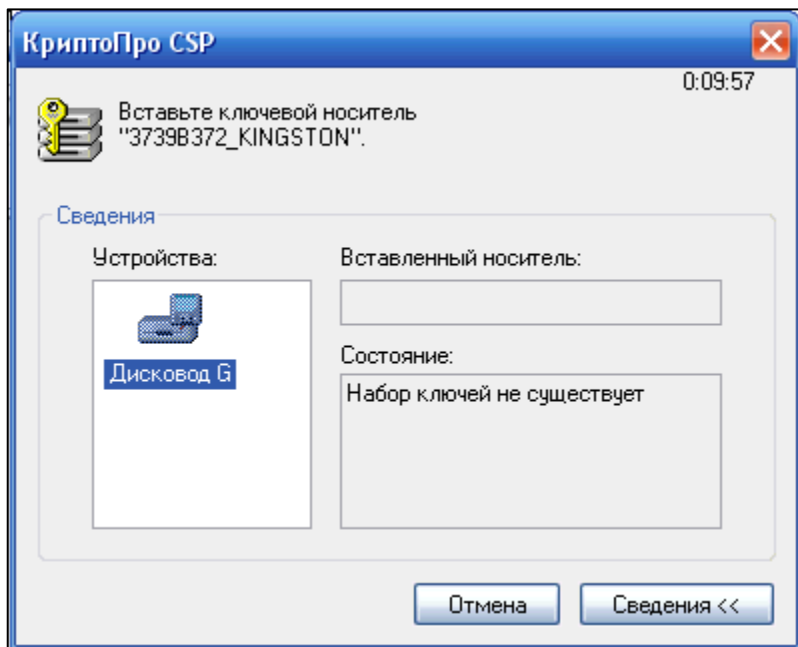 КриптоПро CSP
0:09:57
Вставьте ключевой носитель
"3739B372_KINGSTON".
Сведения
Устройства:
Дисковод G
Вставленный носитель:
Состояние:
Набор ключей не существует
Отмена
Сведения <<